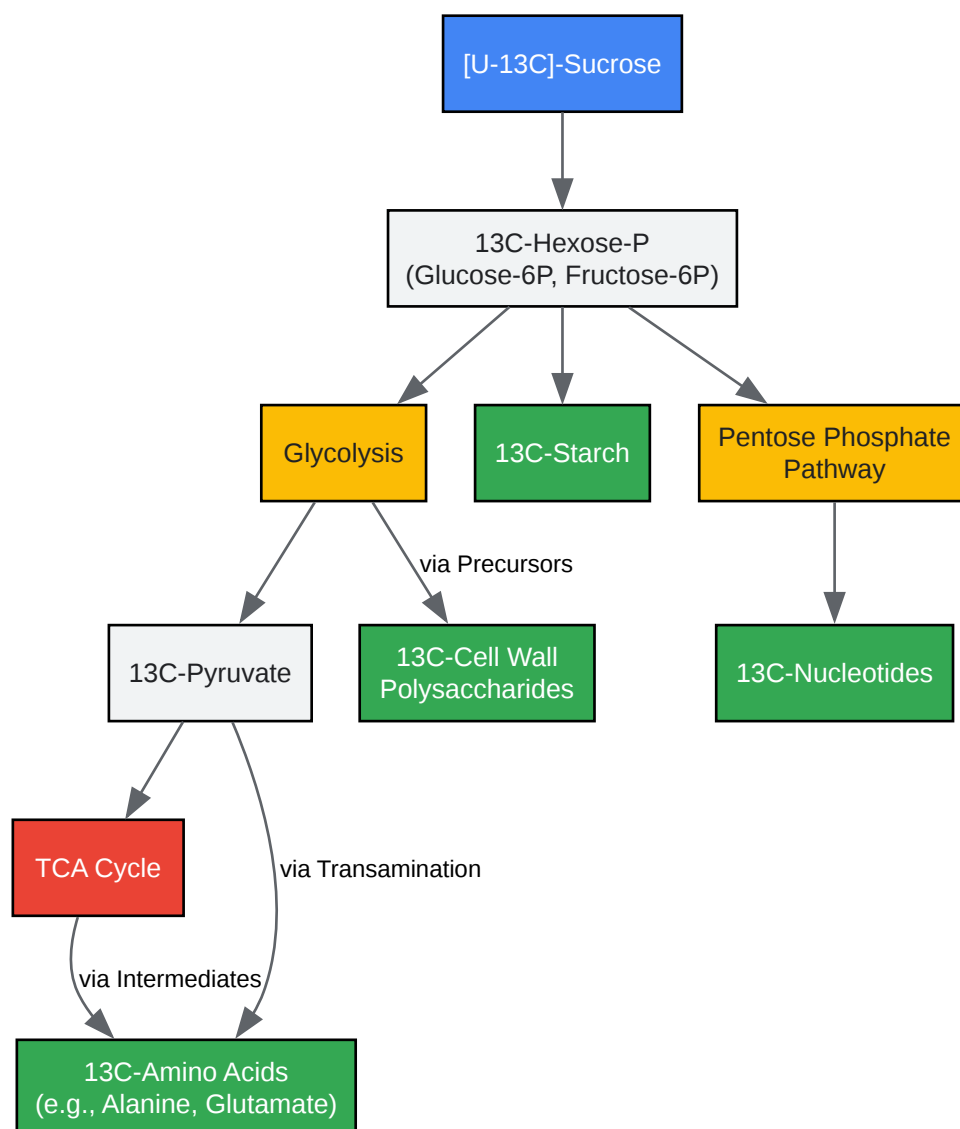 [U-13C]-Sucrose
13C-Hexose-P
(Glucose-6P, Fructose-6P)
Glycolysis
13C-Starch
Pentose Phosphate
Pathway
via Precursors
13C-Pyruvate
13C-Cell Wall
Polysaccharides
13C-Nucleotides
TCA Cycle
via Transamination
via Intermediates
13C-Amino Acids
(e.g., Alanine, Glutamate)